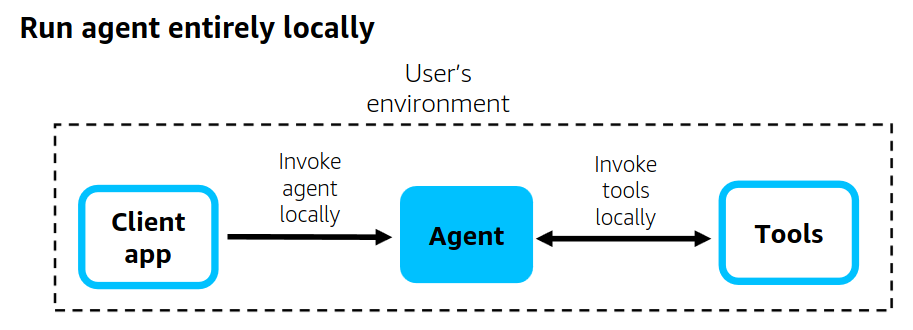 Run agent entirely locally
User's
environment
Invoke
agent
locally
Invoke
tools
locally
Client
app
Agent
Tools